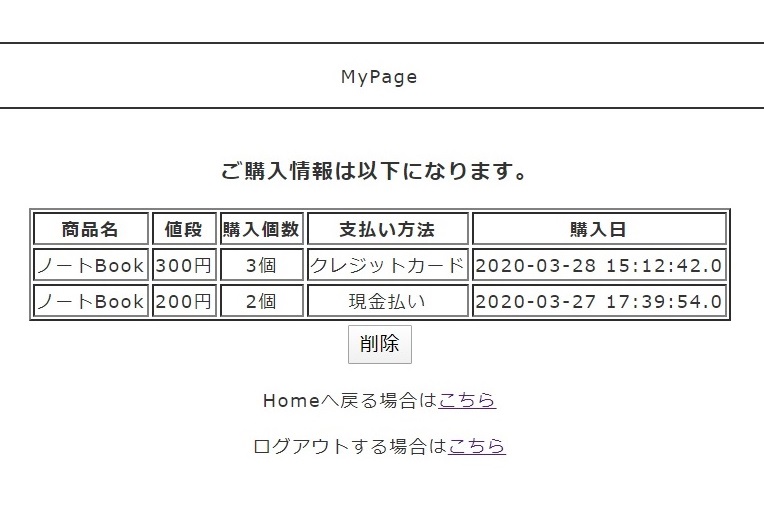 MyPage
ご購入情報は以下になります。
商品名 値段 購入個数 支払い方法 購入日
ノートBook 300円 3個 クレジットカード 2020-03-28 15:12:42.0
ノートBook 200円 2個 現金払い 2020-03-27 17:39:54.0
削除
Homeへ戻る場合はこちら
ログアウトする場合はこちら